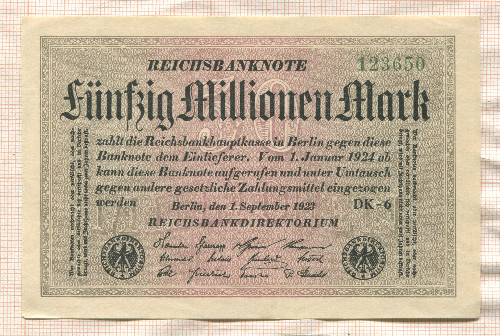 REICHSBANKNOTE 123650
Fünfzig Millionen Mark
zahlt die Reichsbankhauptkasse in Berlin gegen diese
Banknote dem Einlieferer. Vom 1. Januar 1924 ab
kann diese Banknote aufgerufen und unter Umtausch
gegen andere gesetzliche Zahlungsmittel eingezogen
werden Berlin, den 1. September 1923 DK-6
REICHSBANKDIREKTORIUM
50